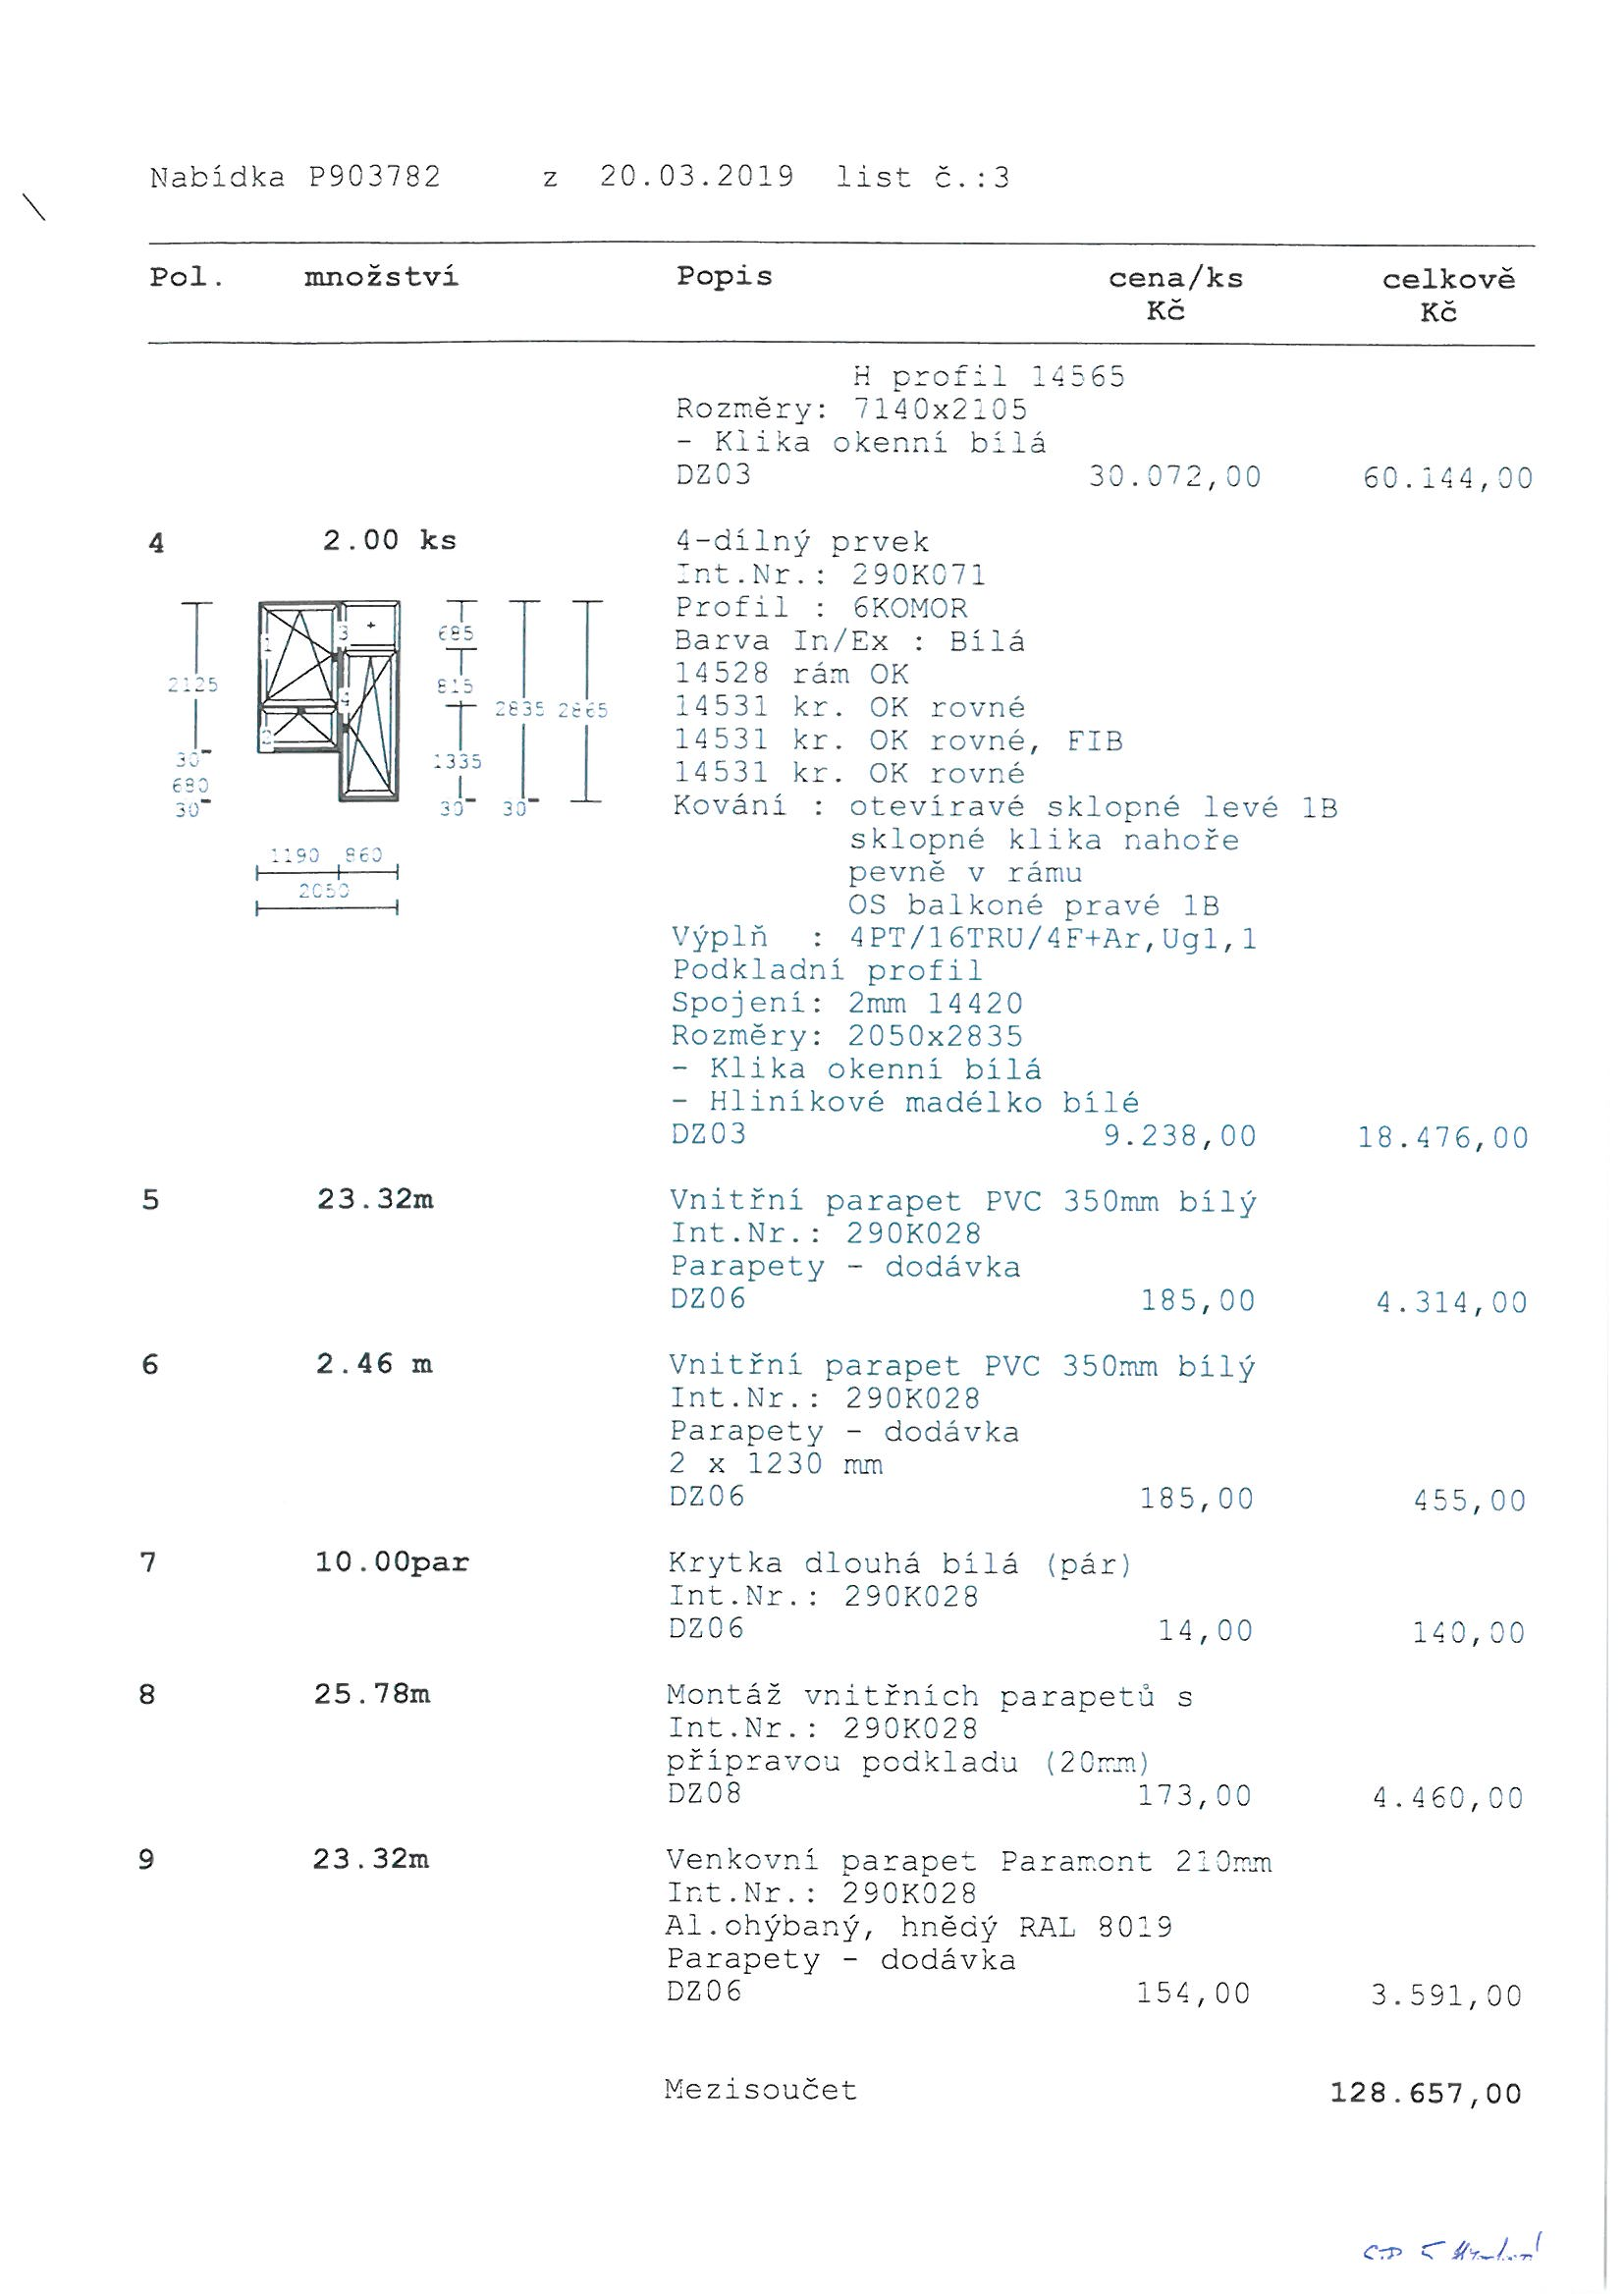 Nabídka P903782 z 20.03.2019 list č.:3
Pol. množství Popis cena/ks celkově
Kč Kč
H profil 14565
Rozměry: 7140x2105
- Klika okenní bílá
DZ03 30.072,00 60.144,00
4 2.00 ks 4-dílný prvek
Int.Nr.: 290K071
Profil : 6KOMOR
Barva In/Ex : Bílá
14528 rám OK
14531 kr. OK rovné
14531 kr. OK rovné, FIB
14531 kr. OK rovné
Kování : otevíravé sklopné levé 1B
sklopné klika nahoře
pevně v rámu
OS balkoné pravé 1B
Výplň : 4PT/16TRU/4F+Ar,Ug1,1
Podkladní profil
Spojení: 2mm 14420
Rozměry: 2050x2835
- Klika okenní bílá
- Hliníkové madélko bílé
DZ03 9.238,00 18.476,00
1 3 + 685
2125 4 815 2835 2865
2
30 1335
680
30 30 30
1190 860
2050
5 23.32m Vnitřní parapet PVC 350mm bílý
Int.Nr.: 290K028
Parapety - dodávka
DZ06 185,00 4.314,00
6 2.46 m Vnitřní parapet PVC 350mm bílý
Int.Nr.: 290K028
Parapety - dodávka
2 x 1230 mm
DZ06 185,00 455,00
7 10.00par Krytka dlouhá bílá (pár)
Int.Nr.: 290K028
DZ06 14,00 140,00
8 25.78m Montáž vnitřních parapetů s
Int.Nr.: 290K028
přípravou podkladu (20mm)
DZ08 173,00 4.460,00
9 23.32m Venkovní parapet Paramont 210mm
Int.Nr.: 290K028
Al.ohýbaný, hnědý RAL 8019
Parapety - dodávka
DZ06 154,00 3.591,00
Mezisoučet 128.657,00